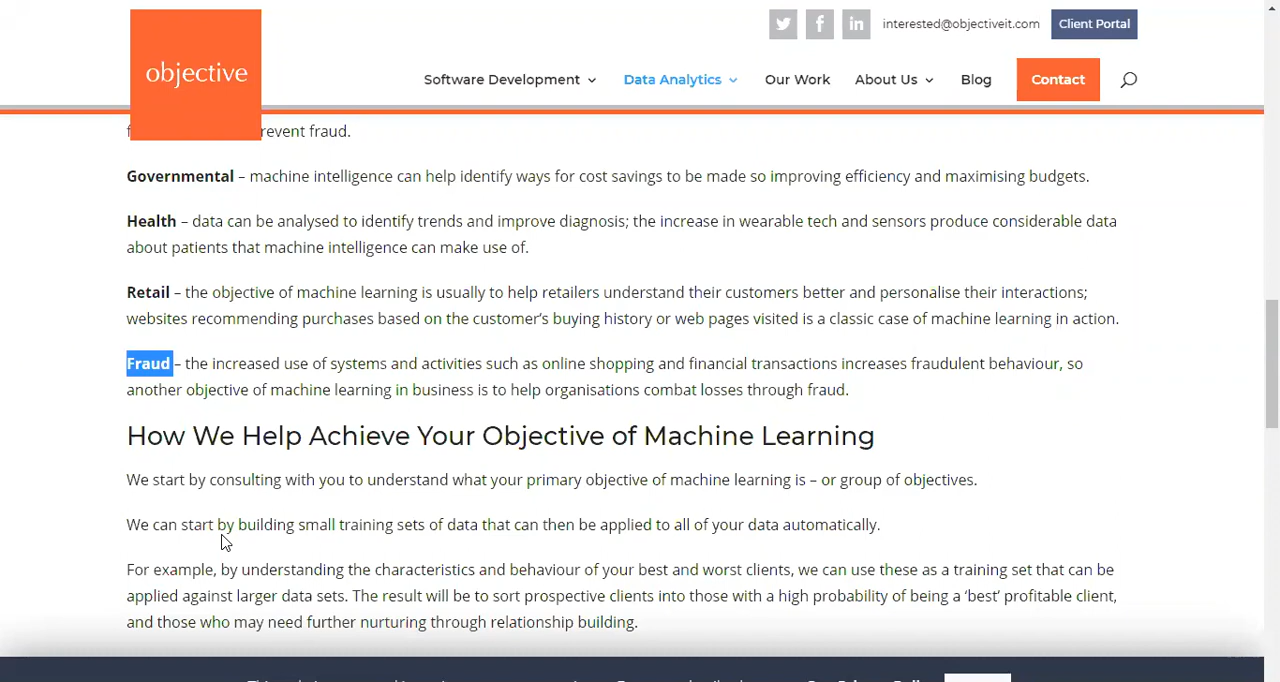 interested@objectiveit.com Client Portal
objective
Software Development Data Analytics Our Work About Us Blog Contact
revent fraud.
Governmental – machine intelligence can help identify ways for cost savings to be made so improving efficiency and maximising budgets.
Health – data can be analysed to identify trends and improve diagnosis; the increase in wearable tech and sensors produce considerable data
about patients that machine intelligence can make use of.
Retail – the objective of machine learning is usually to help retailers understand their customers better and personalise their interactions;
websites recommending purchases based on the customer’s buying history or web pages visited is a classic case of machine learning in action.
Fraud – the increased use of systems and activities such as online shopping and financial transactions increases fraudulent behaviour, so
another objective of machine learning in business is to help organisations combat losses through fraud.
How We Help Achieve Your Objective of Machine Learning
We start by consulting with you to understand what your primary objective of machine learning is – or group of objectives.
We can start by building small training sets of data that can then be applied to all of your data automatically.
For example, by understanding the characteristics and behaviour of your best and worst clients, we can use these as a training set that can be
applied against larger data sets. The result will be to sort prospective clients into those with a high probability of being a ‘best’ profitable client,
and those who may need further nurturing through relationship building.